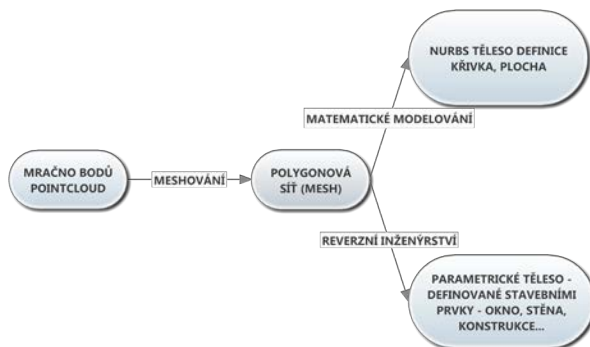 NURBS TĚLESO DEFINICE
KŘIVKA, PLOCHA
MATEMATICKÉ MODELOVÁNÍ
MRAČNO BODŮ
POINTCLOUD
MESHOVÁNÍ
POLYGONOVÁ
SÍŤ (MESH)
REVERZNÍ INŽENÝRSTVÍ
PARAMETRICKÉ TĚLESO -
DEFINOVANÉ STAVEBNÍMI
PRVKY - OKNO, STĚNA,
KONSTRUKCE...